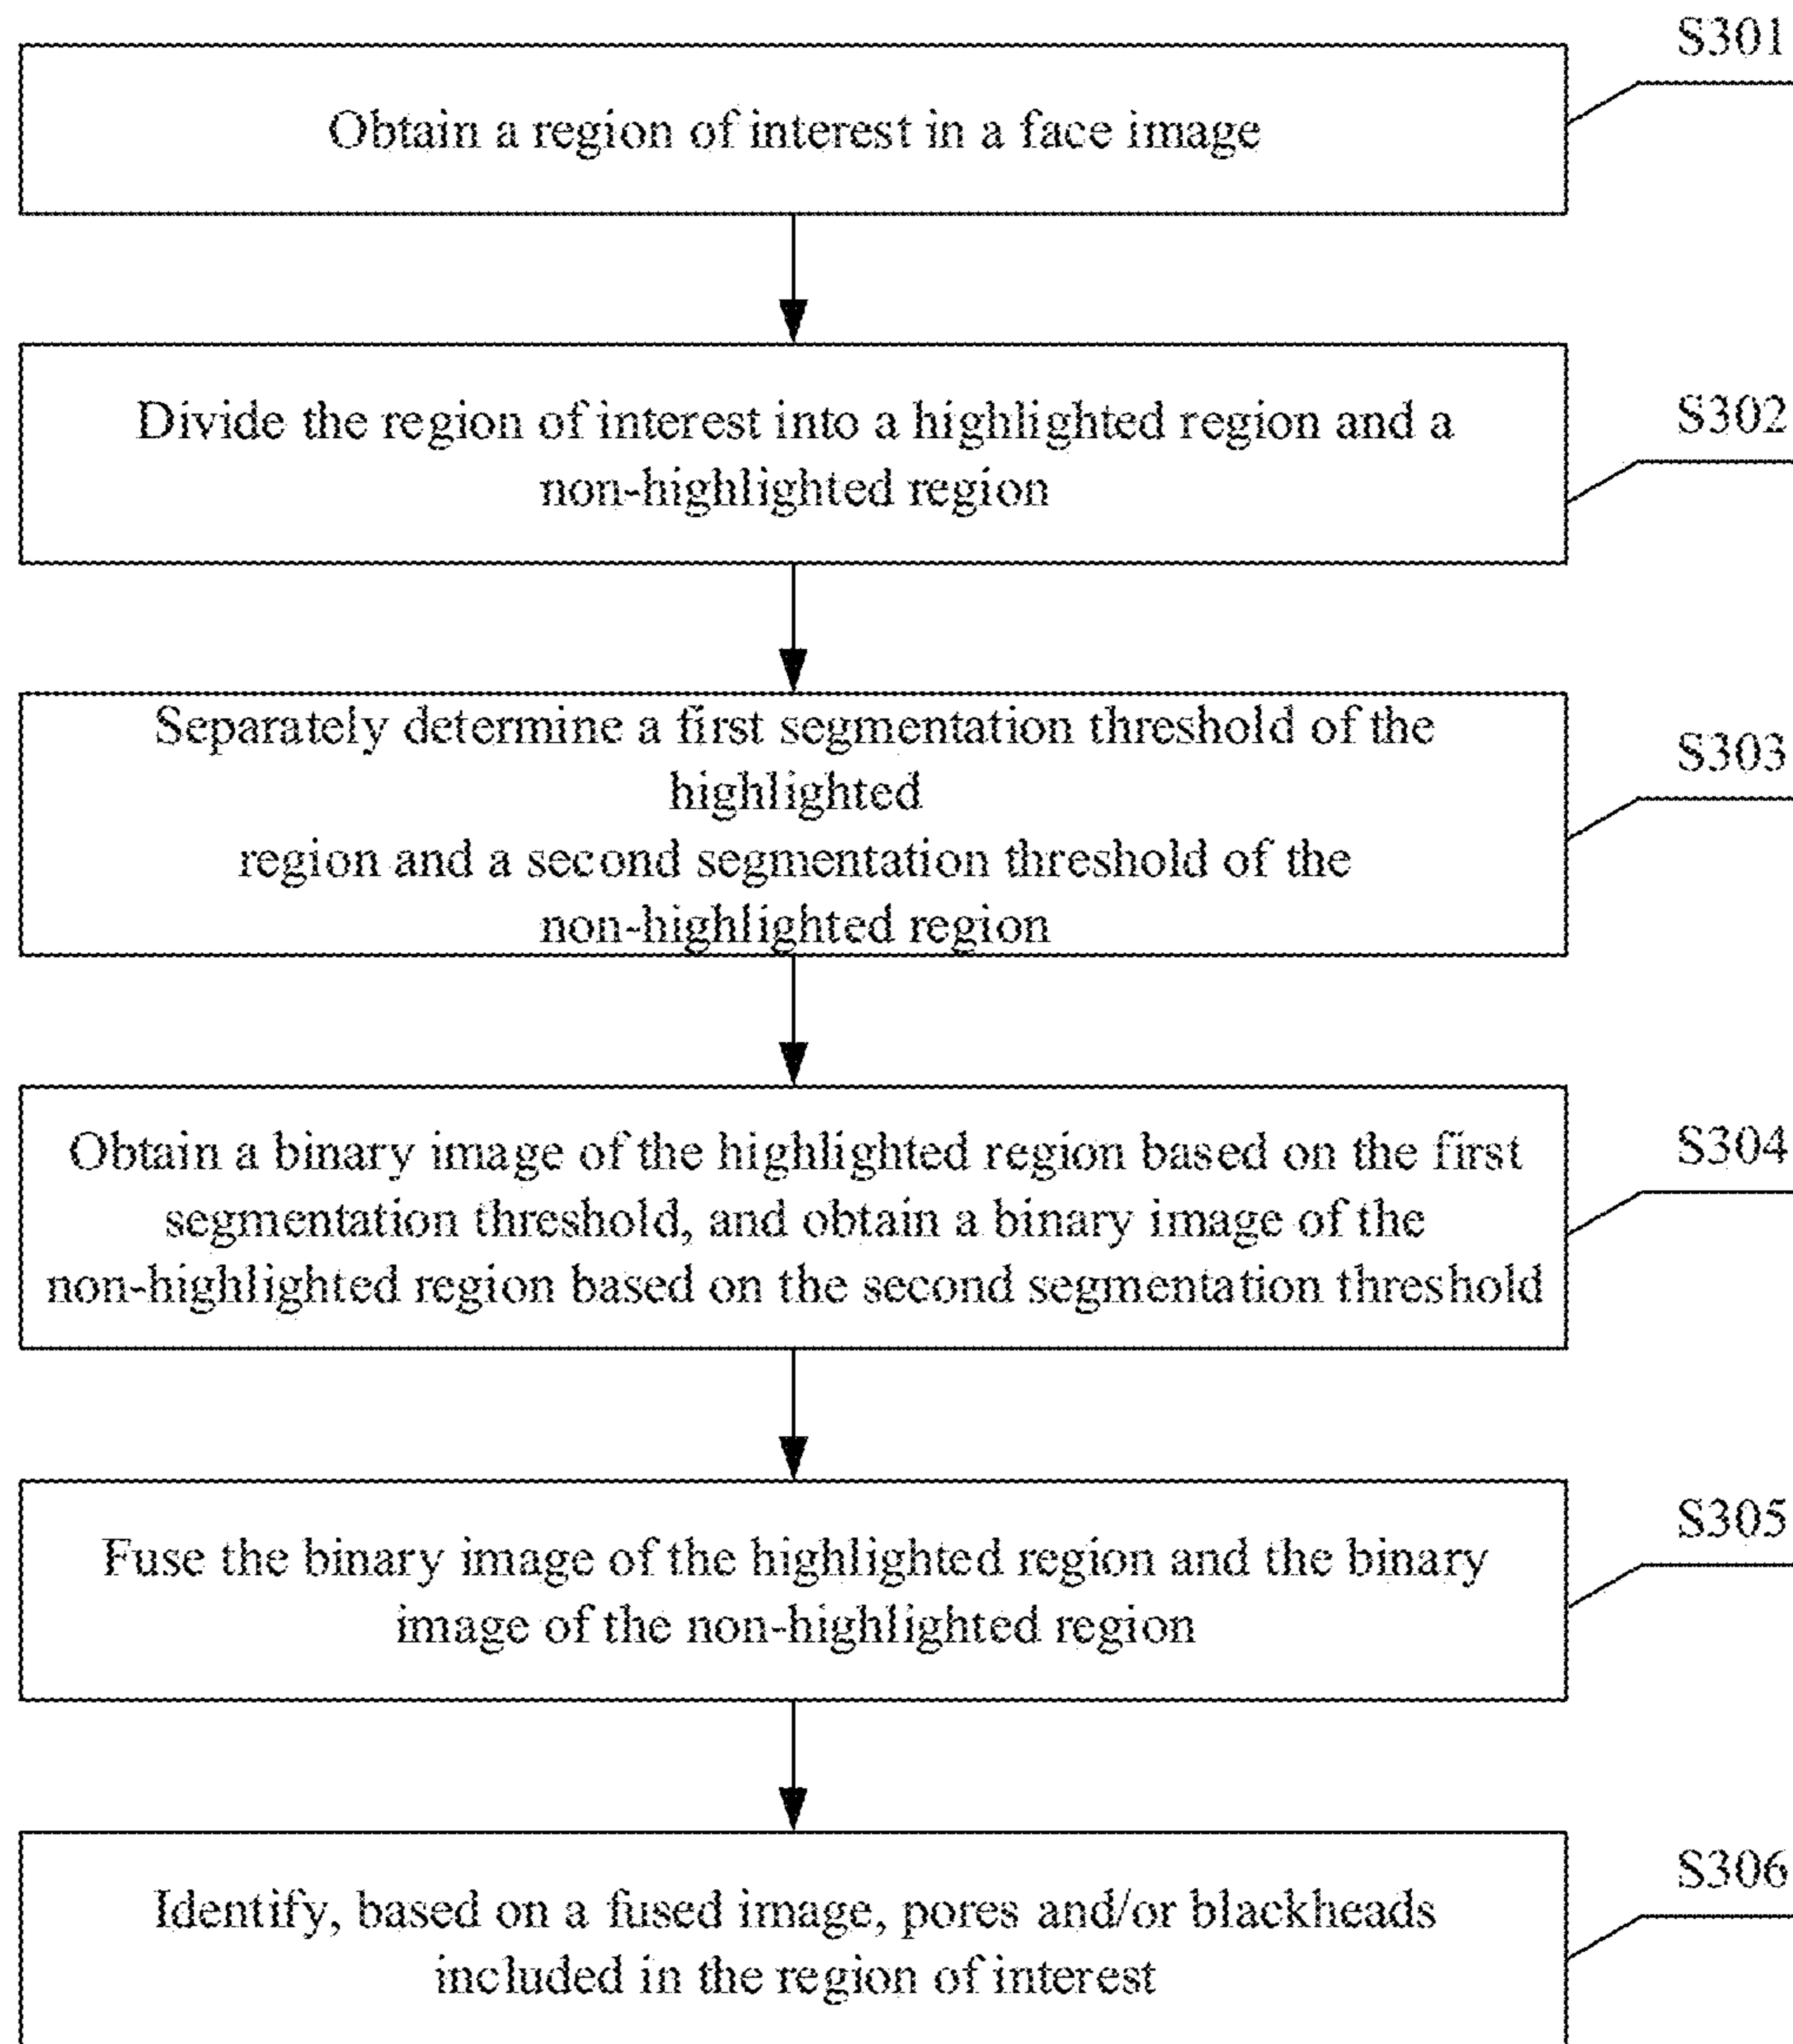 S301
Obtain a region of interest in a face image
Divide the region of interest into a highlighted region and a
non-highlighted region
S302
Separately determine a first segmentation threshold of the
highlighted
region and a second segmentation threshold of the
non-highlighted region
S303
Obtain a binary image of the highlighted region based on the first
segmentation threshold, and obtain a binary image of the
non-highlighted region based on the second segmentation threshold
S304
Fuse the binary image of the highlighted region and the binary
image of the non-highlighted region
S305
Identify, based on a fused image, pores and/or blackheads
included in the region of interest
S306